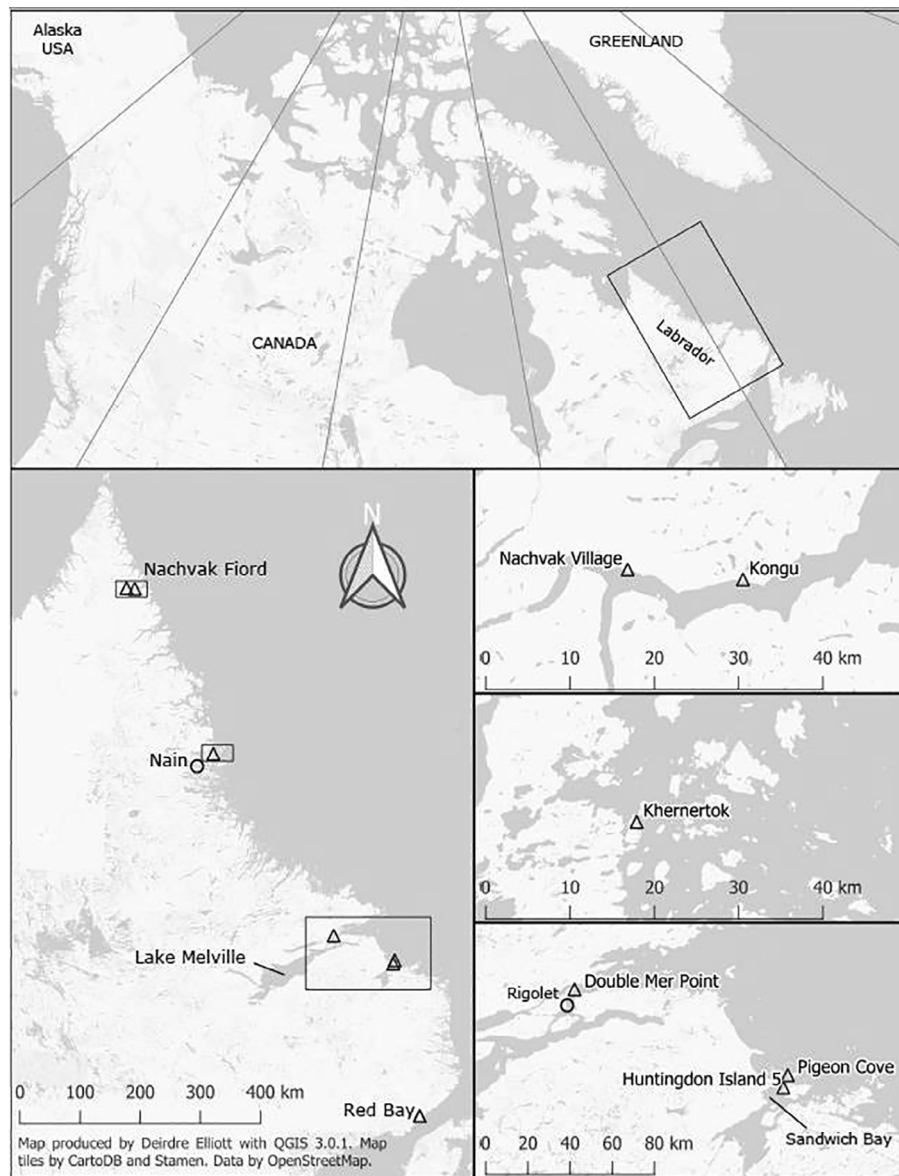 Alaska
USA
GREENLAND
CANADA
Labrador
N
Nachvak Fiord
Nain
Lake Melville
0 100 200 300 400 km
Red Bay
Map produced by Deirdre Elliott with QGIS 3.0.1. Map
tiles by CartoDB and Stamen. Data by OpenStreetMap.
Nachvak Village
Kongu
0 10 20 30 40 km
Khernertok
0 10 20 30 40 km
Rigolet
Double Mer Point
Pigeon Cove
Huntingdon Island 5
Sandwich Bay
0 20 40 60 80 km